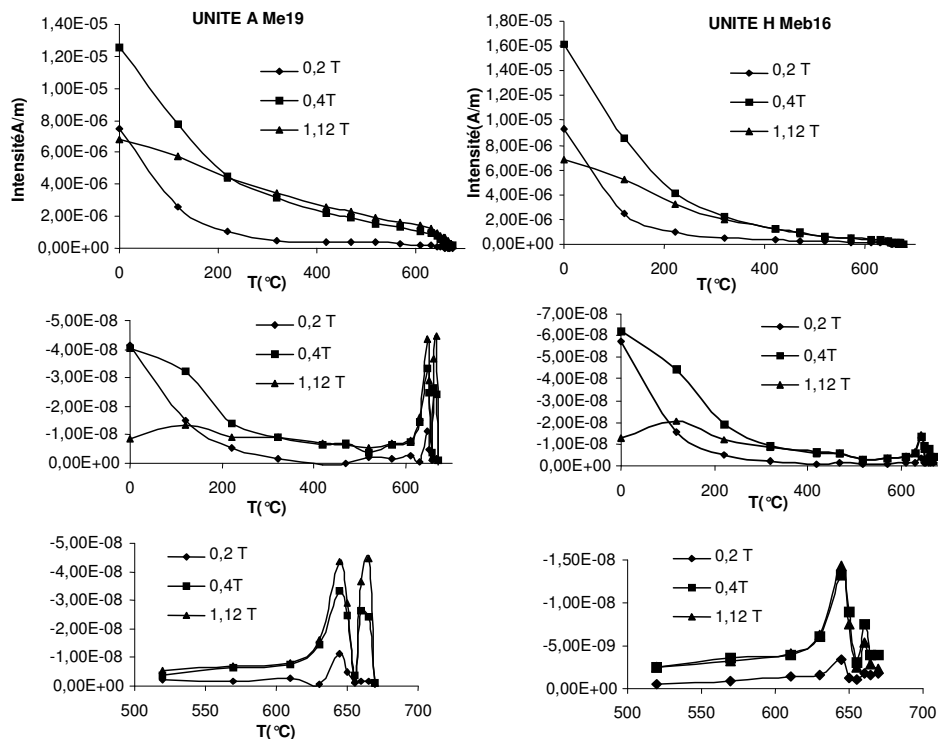 UNITE A Me19
Intensité A/m
1,40E-05
1,20E-05
1,00E-05
8,00E-06
6,00E-06
4,00E-06
2,00E-06
0,00E+00
0,2 T
0,4T
1,12 T
0
200
400
600
T(°C)
UNITE H Meb16
Intensité(A/m)
1,80E-05
1,60E-05
1,40E-05
1,20E-05
1,00E-05
8,00E-06
6,00E-06
4,00E-06
2,00E-06
0,00E+00
0,2 T
0,4T
1,12 T
0
200
400
600
T(°C)
-5,00E-08
-4,00E-08
-3,00E-08
-2,00E-08
-1,00E-08
0,00E+00
0,2 T
0,4T
1,12 T
0
200
400
600
T(°C)
-7,00E-08
-6,00E-08
-5,00E-08
-4,00E-08
-3,00E-08
-2,00E-08
-1,00E-08
0,00E+00
0,2 T
0,4T
1,12 T
0
200
400
600
T(°C)
-5,00E-08
-4,00E-08
-3,00E-08
-2,00E-08
-1,00E-08
0,00E+00
0,2 T
0,4T
1,12 T
500
550
600
650
700
T(°C)
-1,50E-08
-1,00E-08
-5,00E-09
0,00E+00
0,2 T
0,4T
1,12 T
500
550
600
650
700
T(°C)